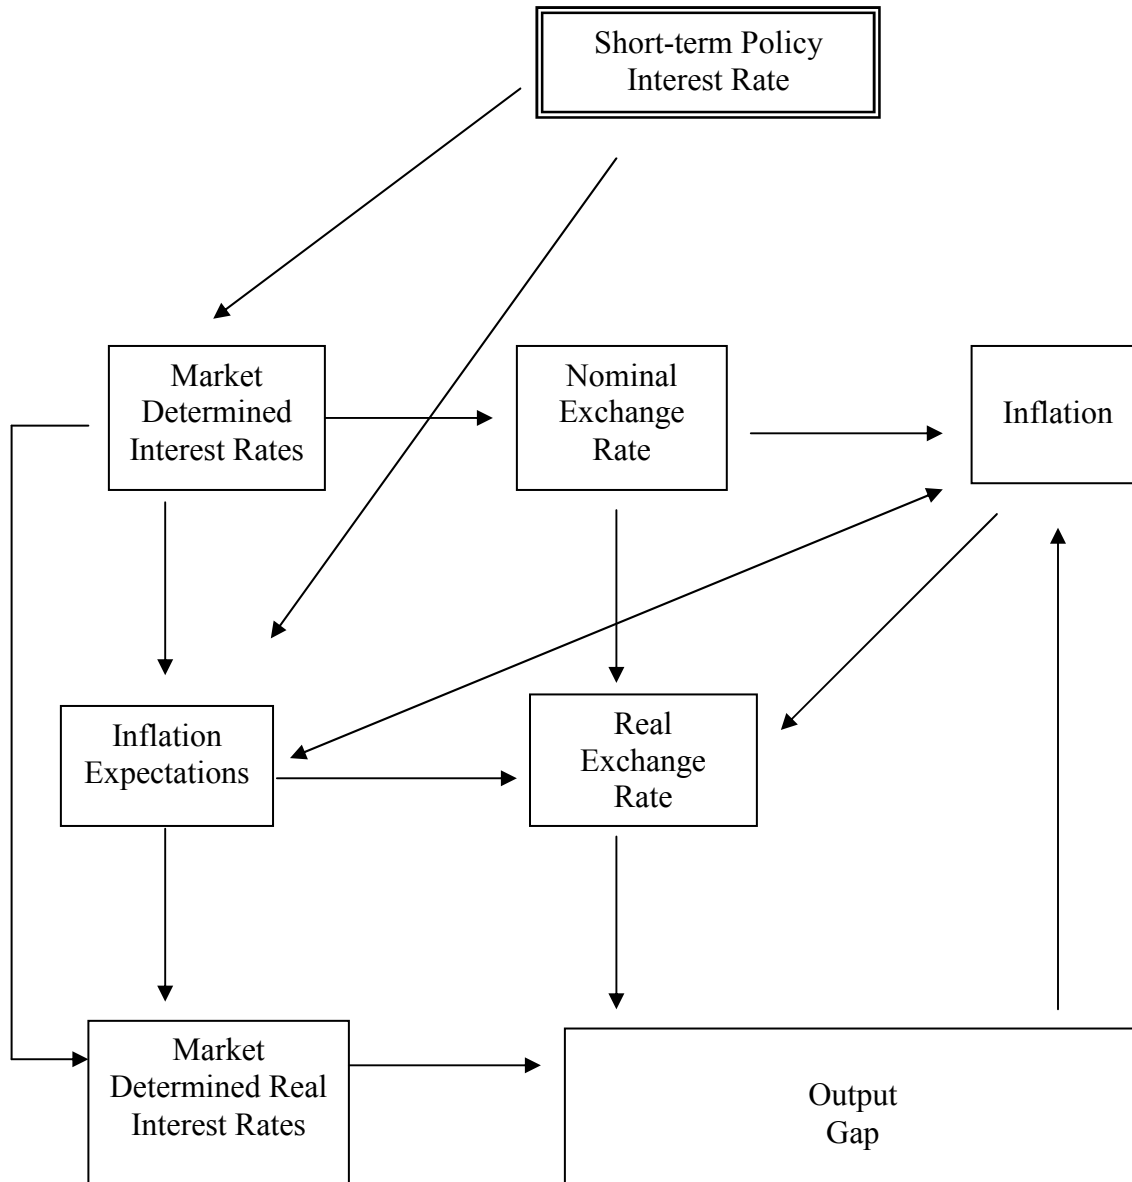 Short-term Policy
Interest Rate
Market
Determined
Interest Rates
Nominal
Exchange
Rate
Inflation
Inflation
Expectations
Real
Exchange
Rate
Market
Determined Real
Interest Rates
Output
Gap